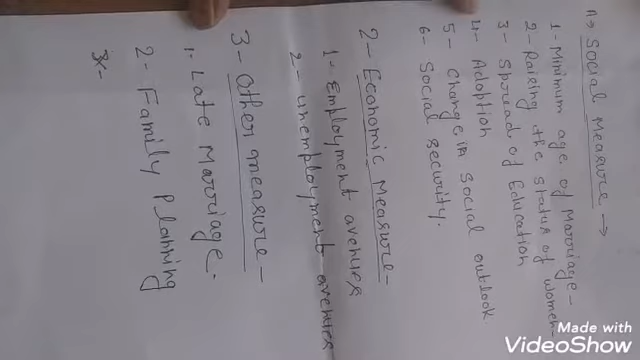 1⇒ Social Measure →
1- Minimum age of Marriage-
2- Raising the Status of women-
3- Spread of Education
4- Adoption
5- Change in Social outlook
6- Social Security.
2- Economic Measure-
1- Employment avenues
2- Unemployment avenues
3- Other measure-
1. Late Marriage.
2- Family Planning
3-
Made with
VideoShow